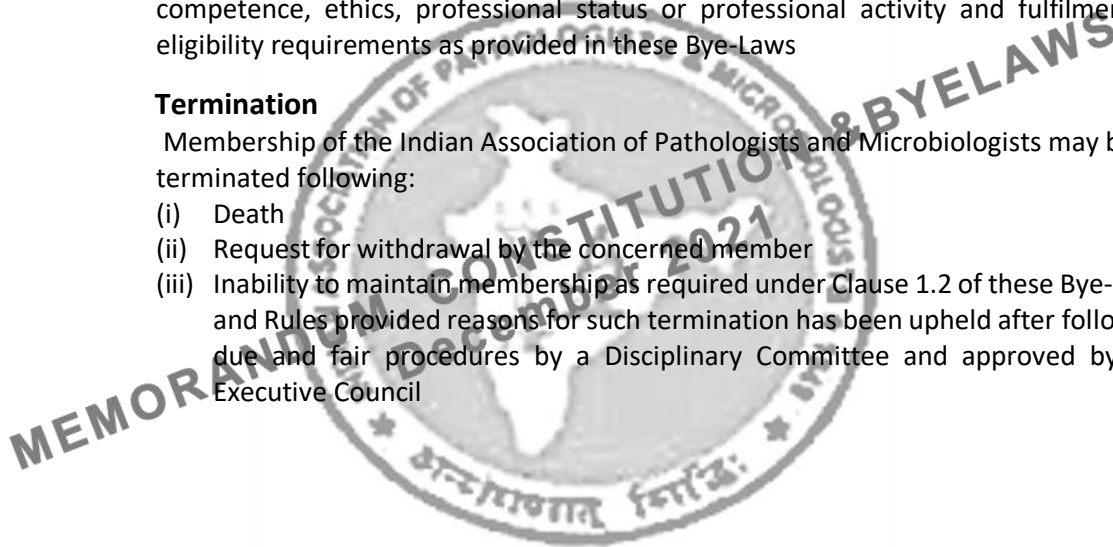 competence, ethics, professional status or professional activity and fulfilmen
eligibility requirements as provided in these Bye-Laws
Termination
Membership of the Indian Association of Pathologists and Microbiologists may b
terminated following:
(i) Death
(ii) Request for withdrawal by the concerned member
(iii) Inability to maintain membership as required under Clause 1.2 of these Bye-
and Rules provided reasons for such termination has been upheld after follo
due and fair procedures by a Disciplinary Committee and approved by
Executive Council
MEMORANDUM CONSTITUTION & BYELAWS
December 2021
ASSOCIATION OF PATHOLOGISTS & MICROBIOLOGISTS